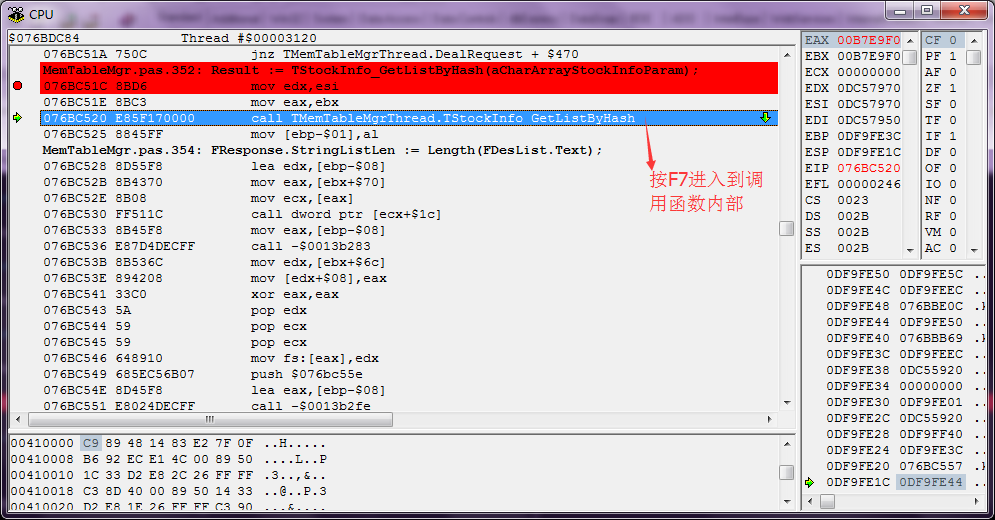 CPU
$076BDC84 Thread #$00003120
076BC51A 750C jnz TMemTableMgrThread.DealRequest + $470
MemTableMgr.pas.352: Result := TStockInfo_GetListByHash(aCharArrayStockInfoParam);
076BC51C 8BD6 mov edx,esi
076BC51E 8BC3 mov eax,ebx
076BC520 E85F170000 call TMemTableMgrThread.TStockInfo GetListByHash
076BC525 8845FF mov [ebp-$01],al
MemTableMgr.pas.354: FResponse.StringListLen := Length(FDesList.Text);
076BC528 8D55F8 lea edx,[ebp-$08]
076BC52B 8B4370 mov eax,[ebx+$70]
076BC52E 8B08 mov ecx,[eax]
076BC530 FF511C call dword ptr [ecx+$1c]
076BC533 8B45F8 mov eax,[ebp-$08]
076BC536 E87D4DECFF call -$0013b283
076BC53B 8B536C mov edx,[ebx+$6c]
076BC53E 894208 mov [edx+$08],eax
076BC541 33C0 xor eax,eax
076BC543 5A pop edx
076BC544 59 pop ecx
076BC545 59 pop ecx
076BC546 648910 mov fs:[eax],edx
076BC549 685EC56B07 push $076bc55e
076BC54E 8D45F8 lea eax,[ebp-$08]
076BC551 E8024DECFF call -$0013b2fe
按F7进入到调
用函数内部
EAX 00B7E9F0
EBX 00B7E9F0
ECX 00000000
EDX 0DC57970
ESI 0DC57970
EDI 0DC57950
EBP 0DF9FE3C
ESP 0DF9FE1C
EIP 076BC520
EFL 00000246
CS 0023
DS 002B
SS 002B
ES 002B
CF 0
PF 1
AF 0
ZF 1
SF 0
TF 0
IF 1
DF 0
OF 0
IO 0
NF 0
RF 0
VM 0
AC 0
00410000 C9 89 48 14 83 E2 7F 0F ..H.....
00410008 B6 92 EC E1 4C 00 89 50 ....L..P
00410010 1C 33 D2 E8 2C 26 FF FF .3..,&..
00410018 C3 8D 40 00 89 50 14 33 ..@..P.3
00410020 D2 E8 1E 26 FF FF C3 90 ...&....
0DF9FE50 0DF9FE5C
0DF9FE4C 0DF9FEEC
0DF9FE48 076BBE0C
0DF9FE44 0DF9FE50
0DF9FE40 076BBB69
0DF9FE3C 0DF9FEEC
0DF9FE38 0DC55920
0DF9FE34 00000000
0DF9FE30 0DF9FE01
0DF9FE2C 0DC55920
0DF9FE28 0DF9FF40
0DF9FE24 0DF9FE3C
0DF9FE20 076BC557
0DF9FE1C 0DF9FE44